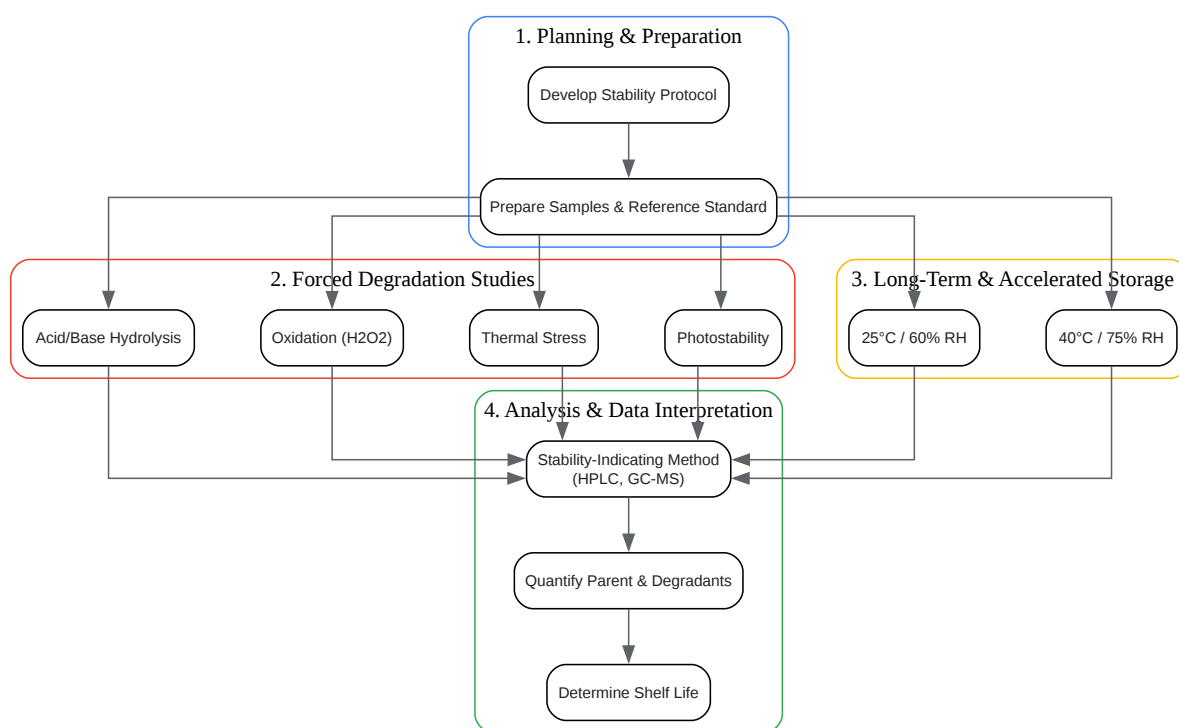 1. Planning & Preparation
Develop Stability Protocol
Prepare Samples & Reference Standard
2. Forced Degradation Studies
3. Long-Term & Accelerated Storage
Acid/Base Hydrolysis
Oxidation (H2O2)
Thermal Stress
Photostability
25°C / 60% RH
40°C / 75% RH
4. Analysis & Data Interpretation
Stability-Indicating Method
(HPLC, GC-MS)
Quantify Parent & Degradants
Determine Shelf Life